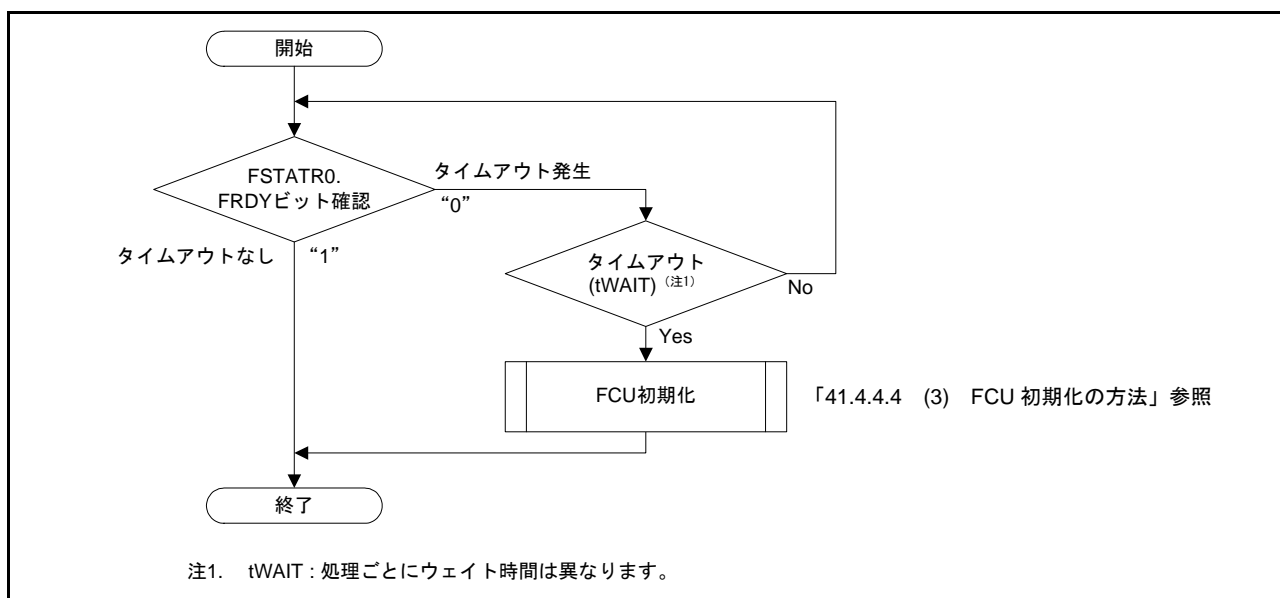 開始
FSTATR0.
FRDYビット確認
タイムアウト発生
“0”
タイムアウトなし “1”
タイムアウト
(tWAIT) (注1)
No
Yes
FCU初期化
「41.4.4.4 (3) FCU 初期化の方法」参照
終了
注1. tWAIT : 処理ごとにウェイト時間は異なります。